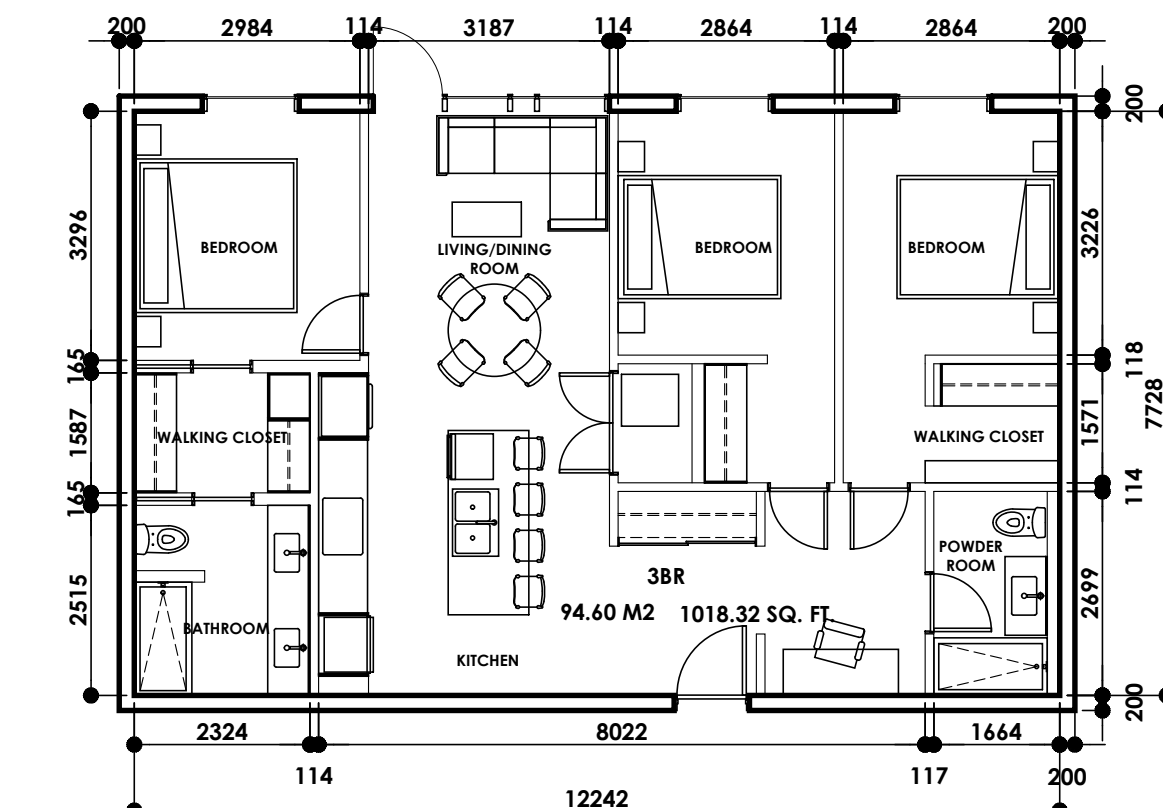 200 2984 114 3187 114 2864 114 2864 200
200
3296
3226
BEDROOM
LIVING/DINING
ROOM
BEDROOM
BEDROOM
165
118
7728
1587
1571
WALKING CLOSET
WALKING CLOSET
165
114
POWDER
ROOM
3BR
2515
2699
94.60 M2 1018.32 SQ. FT
BATHROOM
KITCHEN
200
2324 8022 1664
114 117 200
12242